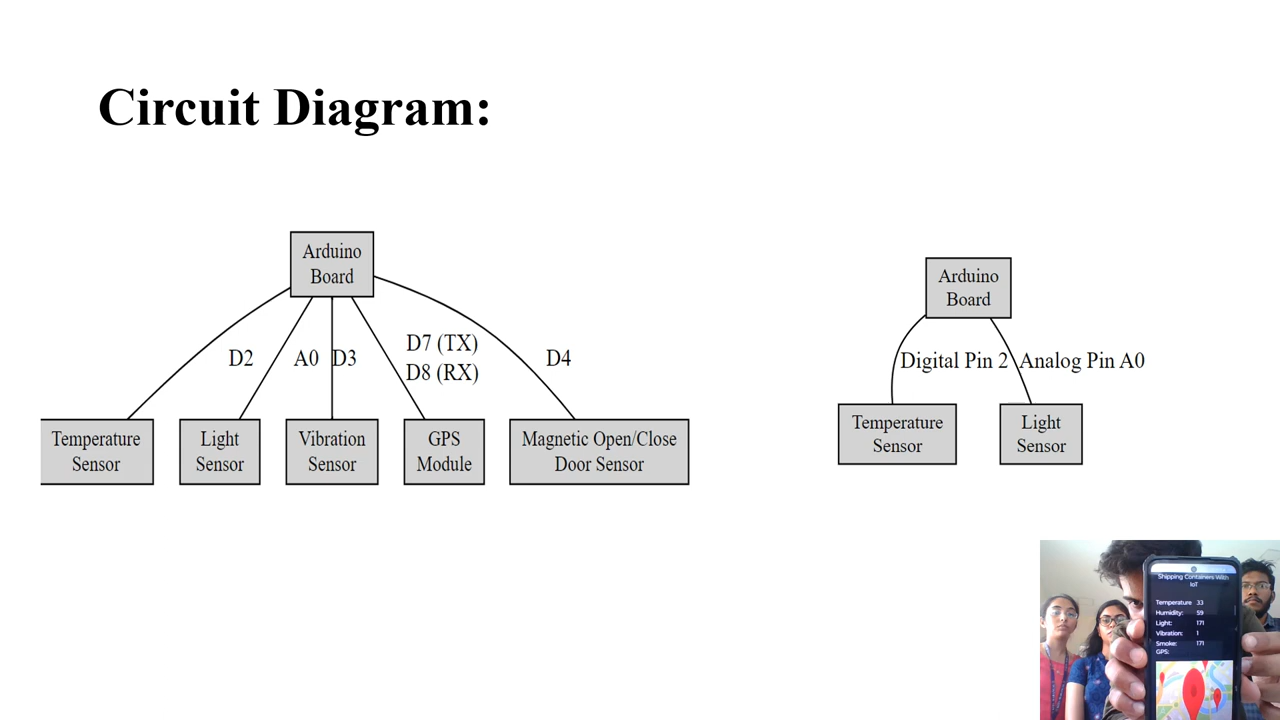 Circuit Diagram:
Arduino
Board
D2
A0
D3
D7 (TX)
D8 (RX)
D4
Temperature
Sensor
Light
Sensor
Vibration
Sensor
GPS
Module
Magnetic Open/Close
Door Sensor
Arduino
Board
Digital Pin 2
Analog Pin A0
Temperature
Sensor
Light
Sensor
Shipping Containers With
IoT
Temperature 33
Humidity: 59
Light: 171
Vibration: 1
Smoke: 171
GPS: